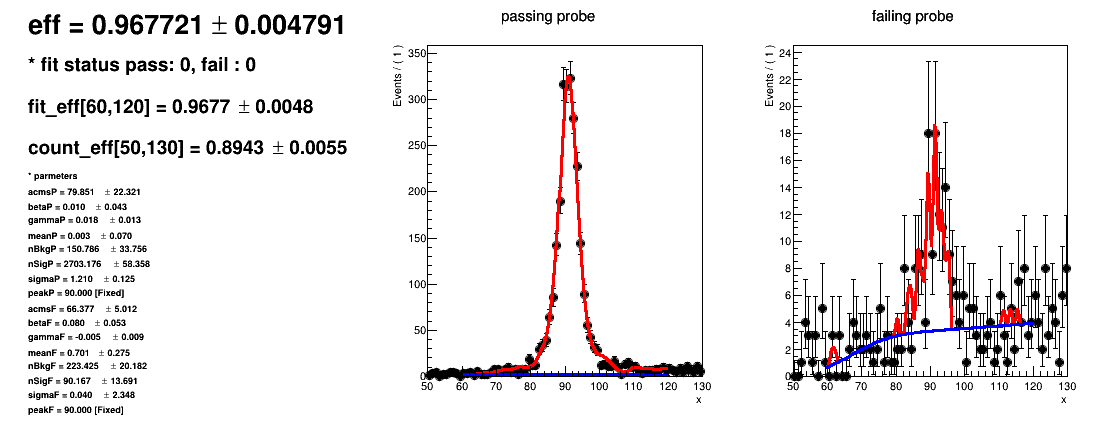 eff = 0.967721 ± 0.004791
* fit status pass: 0, fail : 0
fit_eff[60,120] = 0.9677 ± 0.0048
count_eff[50,130] = 0.8943 ± 0.0055
* parmeters
acmsP = 79.851 ± 22.321
betaP = 0.010 ± 0.043
gammaP = 0.018 ± 0.013
meanP = 0.003 ± 0.070
nBkgP = 150.786 ± 33.756
nSigP = 2703.176 ± 58.358
sigmaP = 1.210 ± 0.125
peakP = 90.000 [Fixed]
acmsF = 66.377 ± 5.012
betaF = 0.080 ± 0.053
gammaF = -0.005 ± 0.009
meanF = 0.701 ± 0.275
nBkgF = 223.425 ± 20.182
nSigF = 90.167 ± 13.691
sigmaF = 0.040 ± 2.348
peakF = 90.000 [Fixed]
passing probe
Events / ( 1 )
350
300
250
200
150
100
50
0
50 60 70 80 90 100 110 120 130
x
failing probe
Events / ( 1 )
24
22
20
18
16
14
12
10
8
6
4
2
0
50 60 70 80 90 100 110 120 130
x